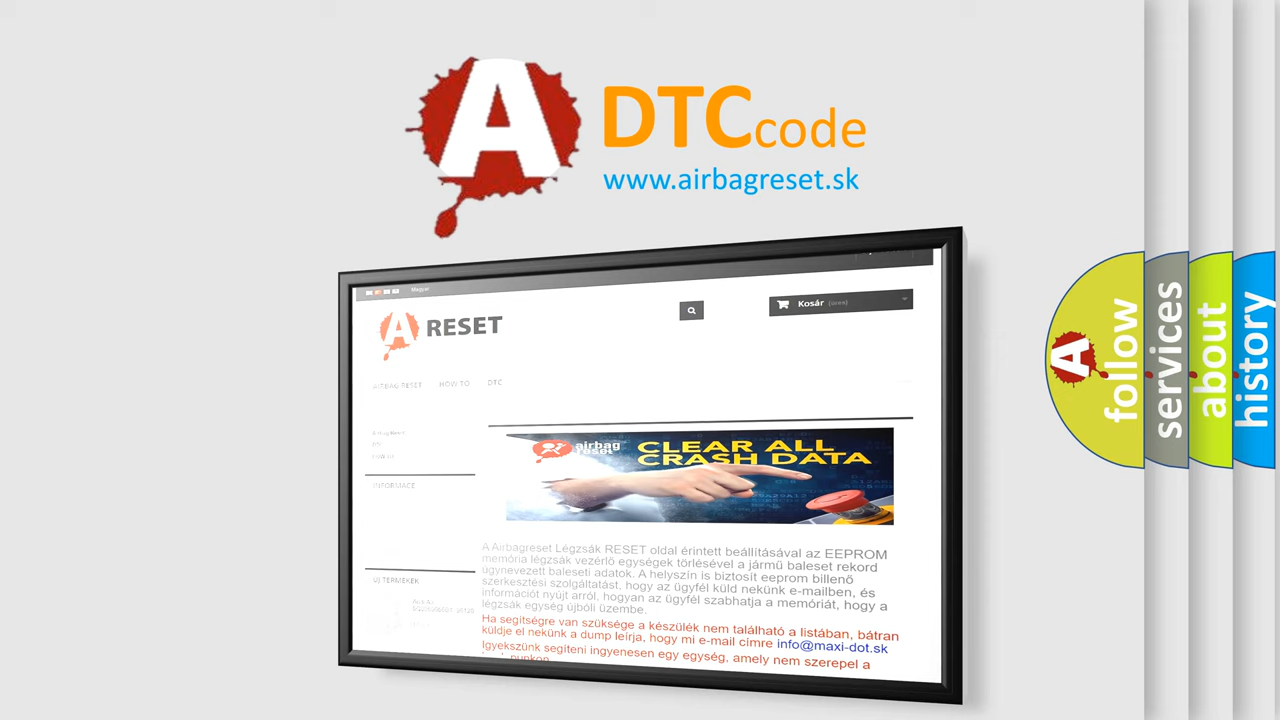 A
DTC code
www.airbagreset.sk
Magyar
A RESET
Kosár (üres)
AIRBAG RESET HOW TO DTC
INFORMACE
airbag
reset
CLEAR ALL
CRASH DATA
A Airbagreset Légzsák RESET oldal érintett beállításával az EEPROM
memória légzsák vezérlő egységek törlésével a jármű baleset rekord
úgynevezett baleseti adatok. A helyszín is biztosít eeprom billenő
szerkesztési szolgáltatást, hogy az ügyfél küld nekünk e-mailben, és
információt nyújt arról, hogyan az ügyfél szabhatja a memóriát, hogy a
légzsák egység újbóli üzembe.
ÚJ TERMÉKEK
Ha segítségre van szüksége a készülék nem található a listában, bátran
küldje el nekünk a dump leírja, hogy mi e-mail címre info@maxi-dot.sk
Igyekszünk segíteni ingyenesen egy egység, amely nem szerepel a
A follow
services
about
history